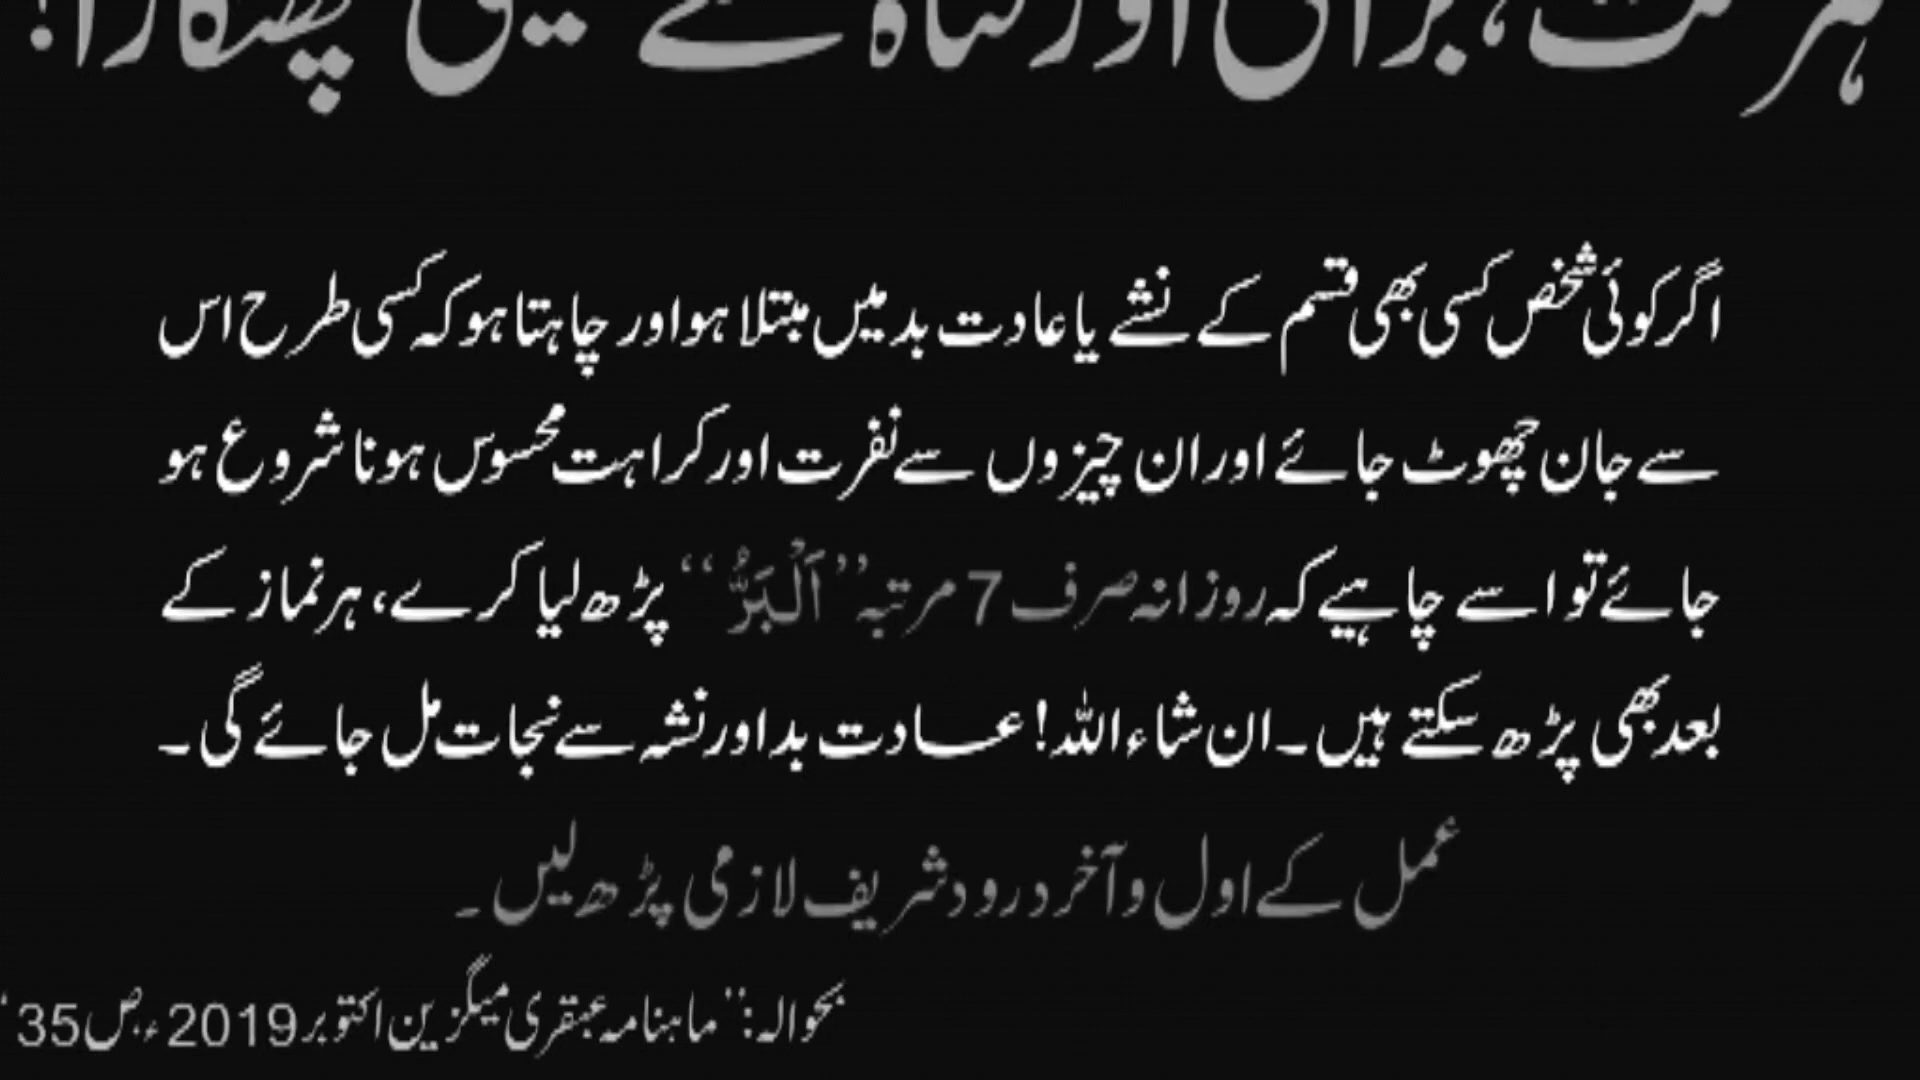 اور سے یقینی چھٹکارا!
اگر کوئی شخص کسی بھی قسم کے نشے یا عادت بد میں مبتلا ہو اور چاہتا ہو کہ کسی طرح اس
سے جان چھوٹ جائے اور ان چیزوں سے نفرت اور کراہت محسوس ہونا شروع ہو
جائے تو اسے چاہیے کہ روزانہ صرف 7 مرتبہ ’’اَلْبَرُّ‘‘ پڑھ لیا کرے، ہر نماز کے
بعد بھی پڑھ سکتے ہیں۔ ان شاء اللہ! عادت بد اور نشہ سے نجات مل جائے گی۔
عمل کے اول و آخر درود شریف لازمی پڑھ لیں۔
بحوالہ: ’’ماہنامہ عبقری میگزین اکتوبر 2019ء، ص 35‘